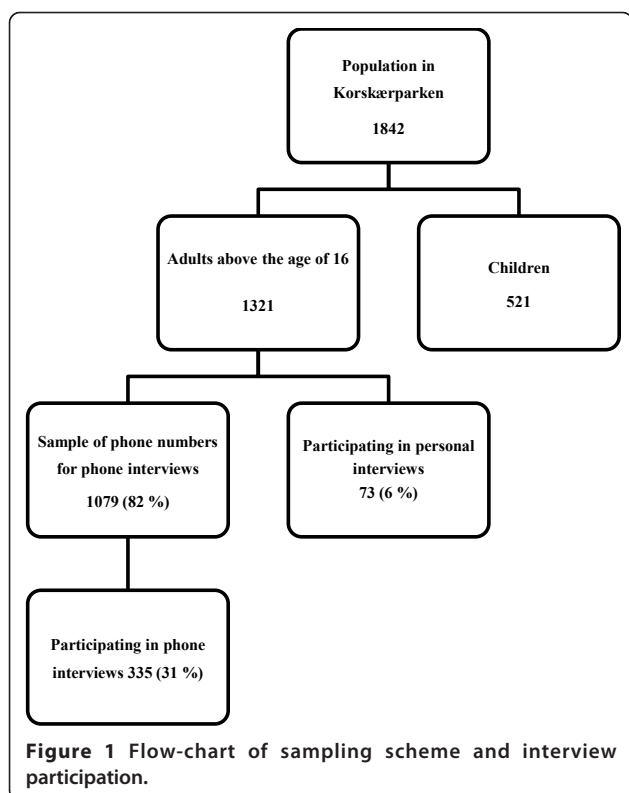 Population in
Korskærparken
1842
Adults above the age of 16
1321
Children
521
Sample of phone numbers
for phone interviews
1079 (82 %)
Participating in personal
interviews
73 (6 %)
Participating in phone
interviews 335 (31 %)
Figure 1 Flow-chart of sampling scheme and interview
participation.